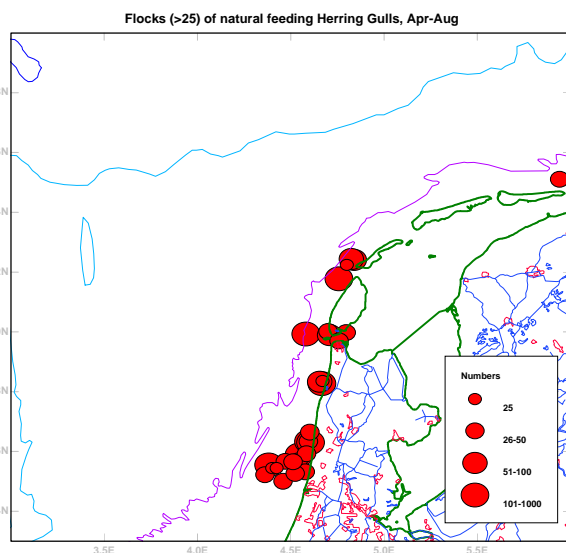 Flocks (>25) of natural feeding Herring Gulls, Apr-Aug
Numbers
25
26-50
51-100
101-1000
3.5E 4.0E 4.5E 5.0E 5.5E